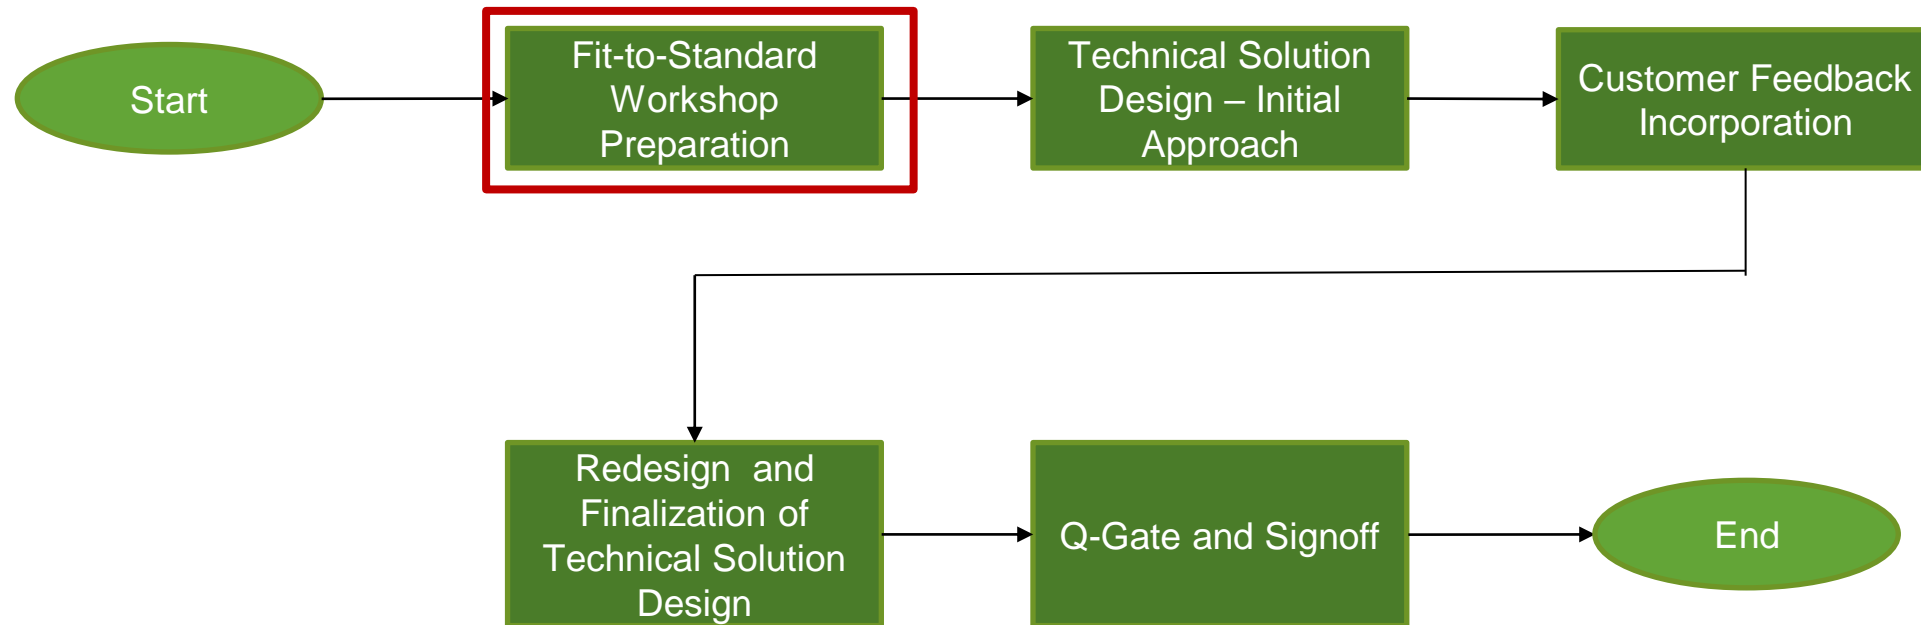 Start
Fit-to-Standard
Workshop
Preparation
Technical Solution
Design – Initial
Approach
Customer Feedback
Incorporation
Redesign  and
Finalization of
Technical Solution
Design
Q-Gate and Signoff
End